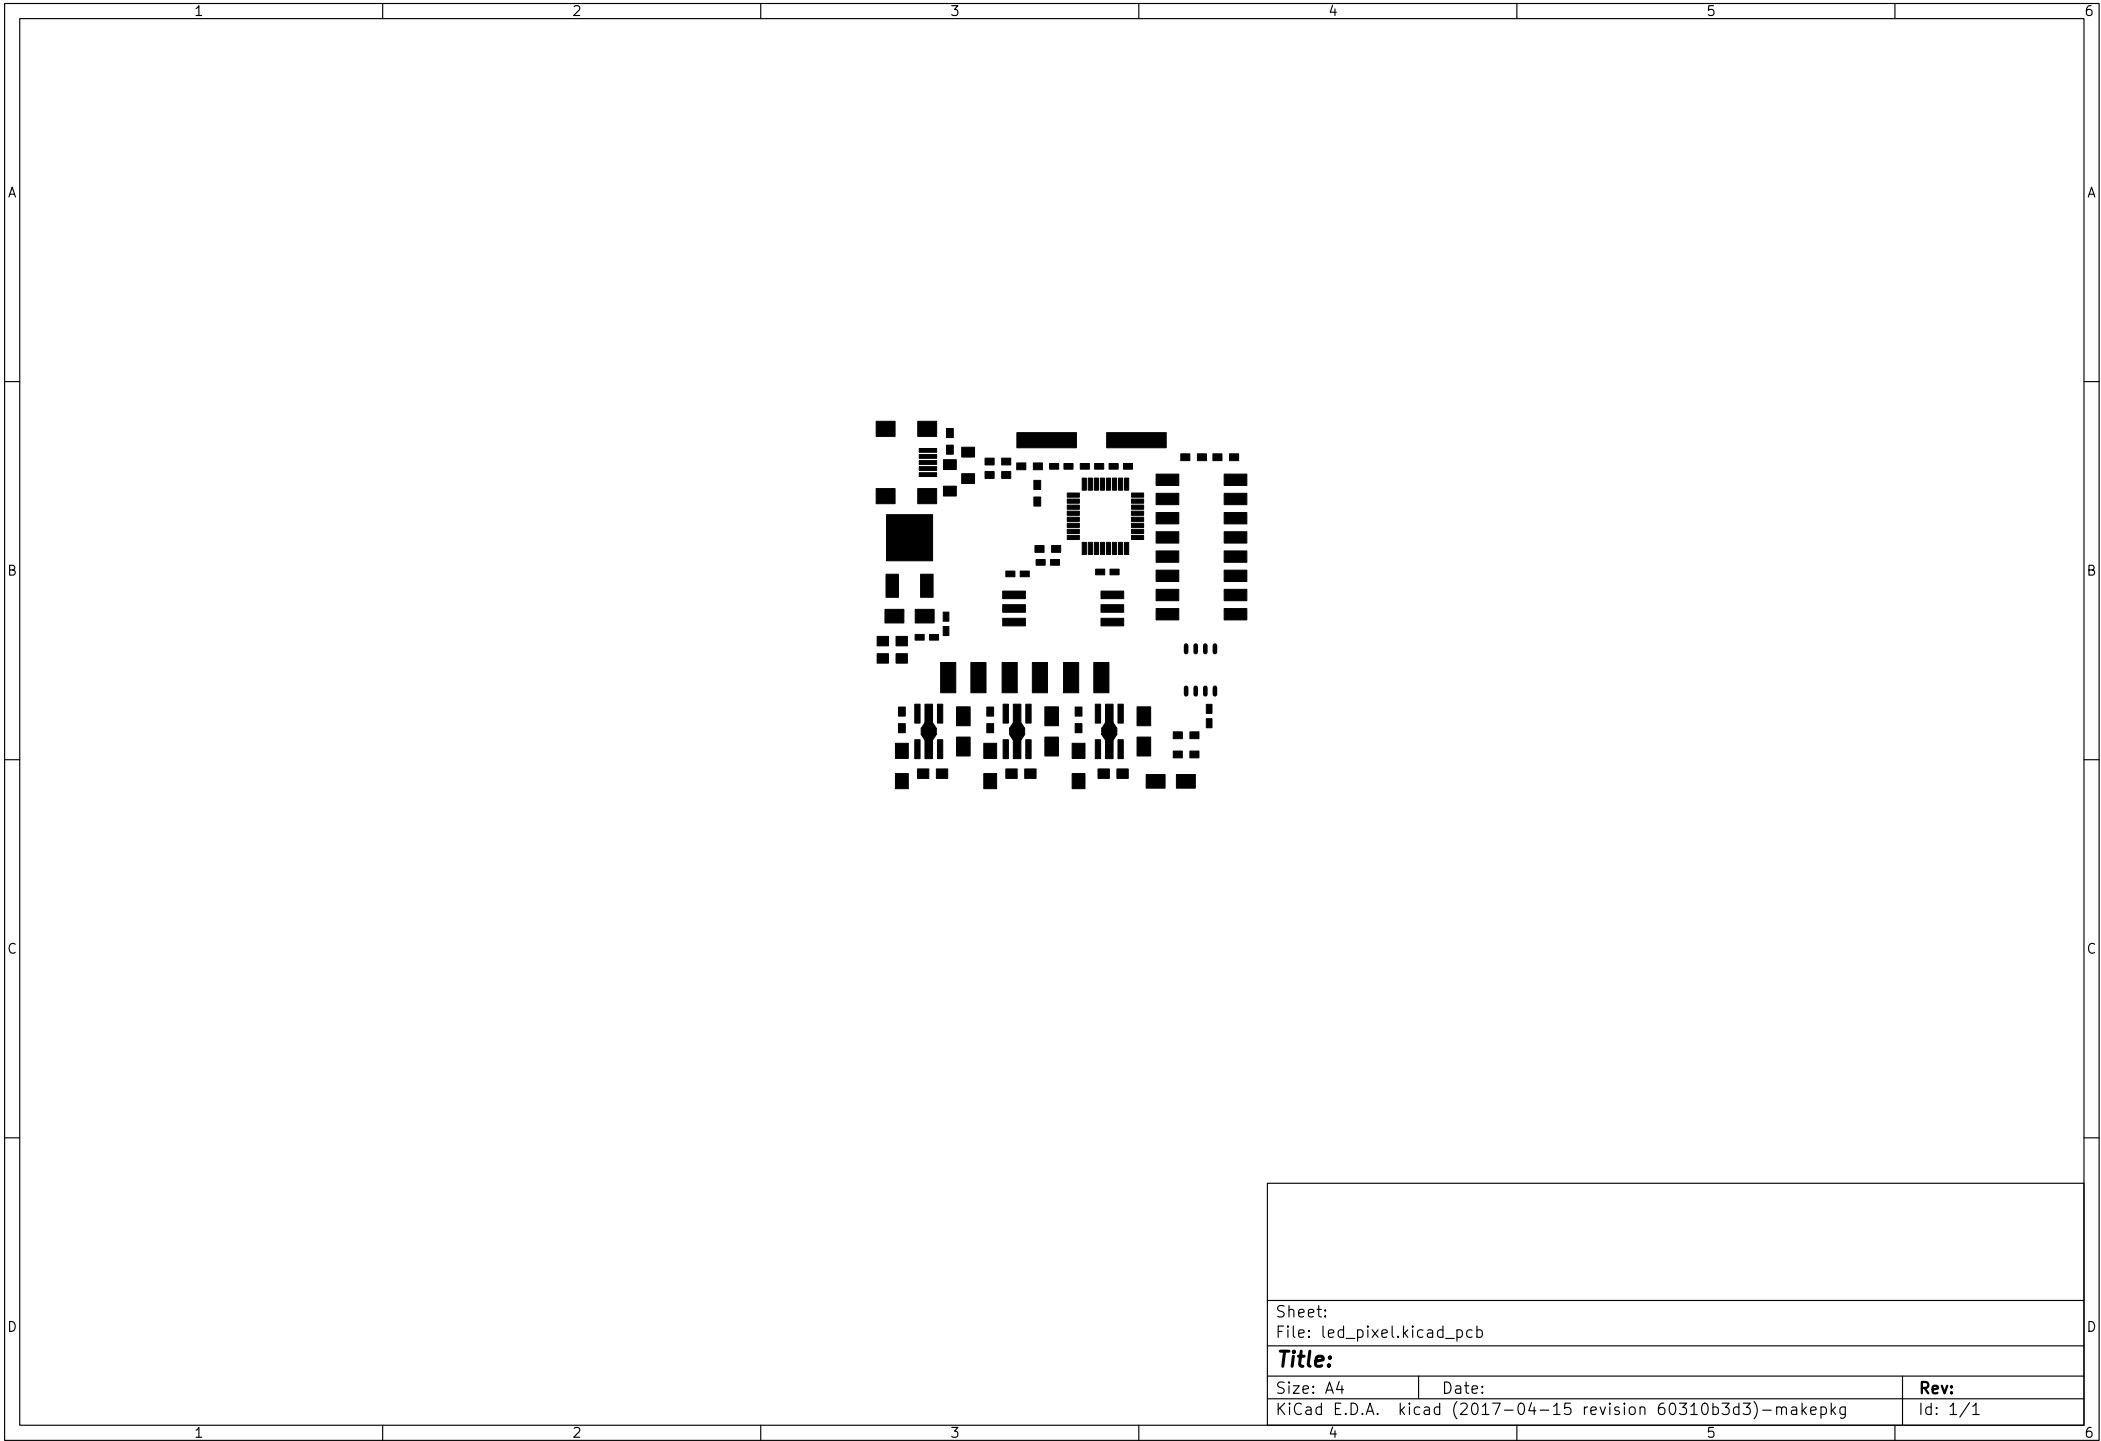 1 2 3 4 5 6
A A
B B
C C
D D
Sheet:
File: led_pixel.kicad_pcb
Title:
Size: A4 Date: Rev:
KiCad E.D.A. kicad (2017-04-15 revision 60310b3d3)-makepkg Id: 1/1
1 2 3 4 5 6